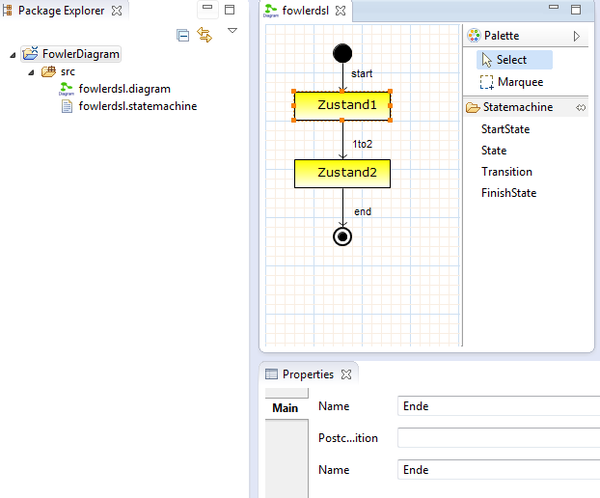 Package Explorer
FowlerDiagram
src
fowlerdsl.diagram
fowlerdsl.statemachine
fowlerdsl
start
Zustand1
1to2
Zustand2
end
Palette
Select
Marquee
Statemachine
StartState
State
Transition
FinishState
Properties
Main
Name Ende
Postc...ition
Name Ende